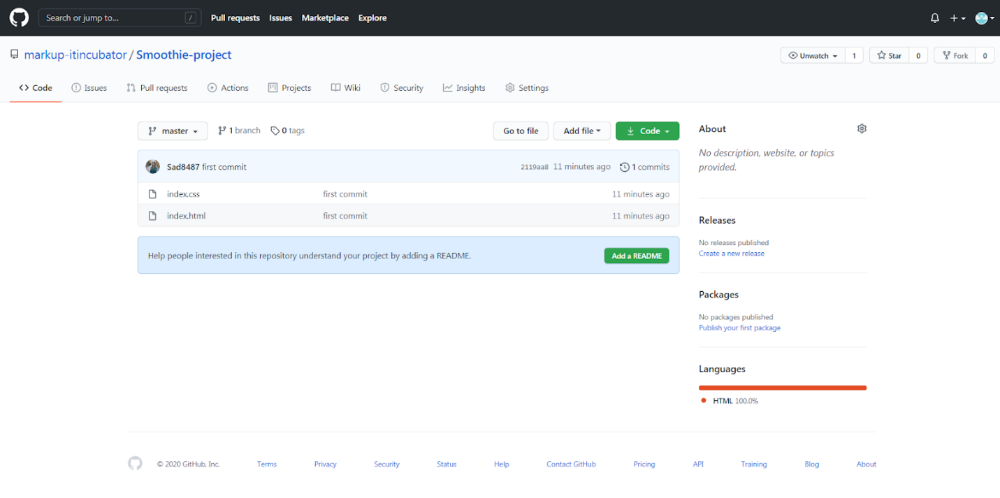 Search or jump to... / Pull requests Issues Marketplace Explore
markup-itincubator / Smoothie-project Unwatch 1 Star 0 Fork 0
Code Issues Pull requests Actions Projects Wiki Security Insights Settings
master 1 branch 0 tags Go to file Add file Code
Sad8487 first commit 2119aa8 11 minutes ago 1 commits
index.css first commit 11 minutes ago
index.html first commit 11 minutes ago
Help people interested in this repository understand your project by adding a README. Add a README
About
No description, website, or topics
provided.
Releases
No releases published
Create a new release
Packages
No packages published
Publish your first package
Languages
HTML 100.0%
© 2020 GitHub, Inc. Terms Privacy Security Status Help Contact GitHub Pricing API Training Blog About